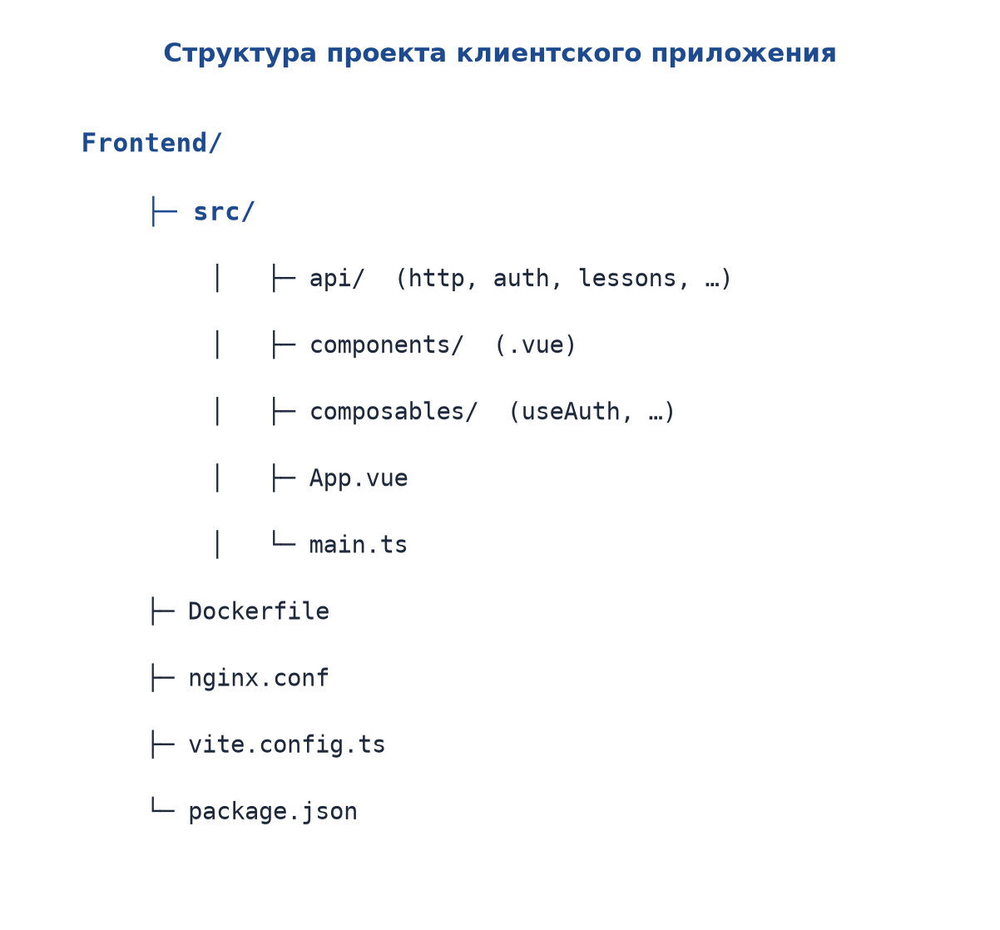 Структура проекта клиентского приложения
Frontend/
├─ src/
│   ├─ api/  (http, auth, lessons, …)
│   ├─ components/  (.vue)
│   ├─ composables/  (useAuth, …)
│   ├─ App.vue
│   └─ main.ts
├─ Dockerfile
├─ nginx.conf
├─ vite.config.ts
└─ package.json